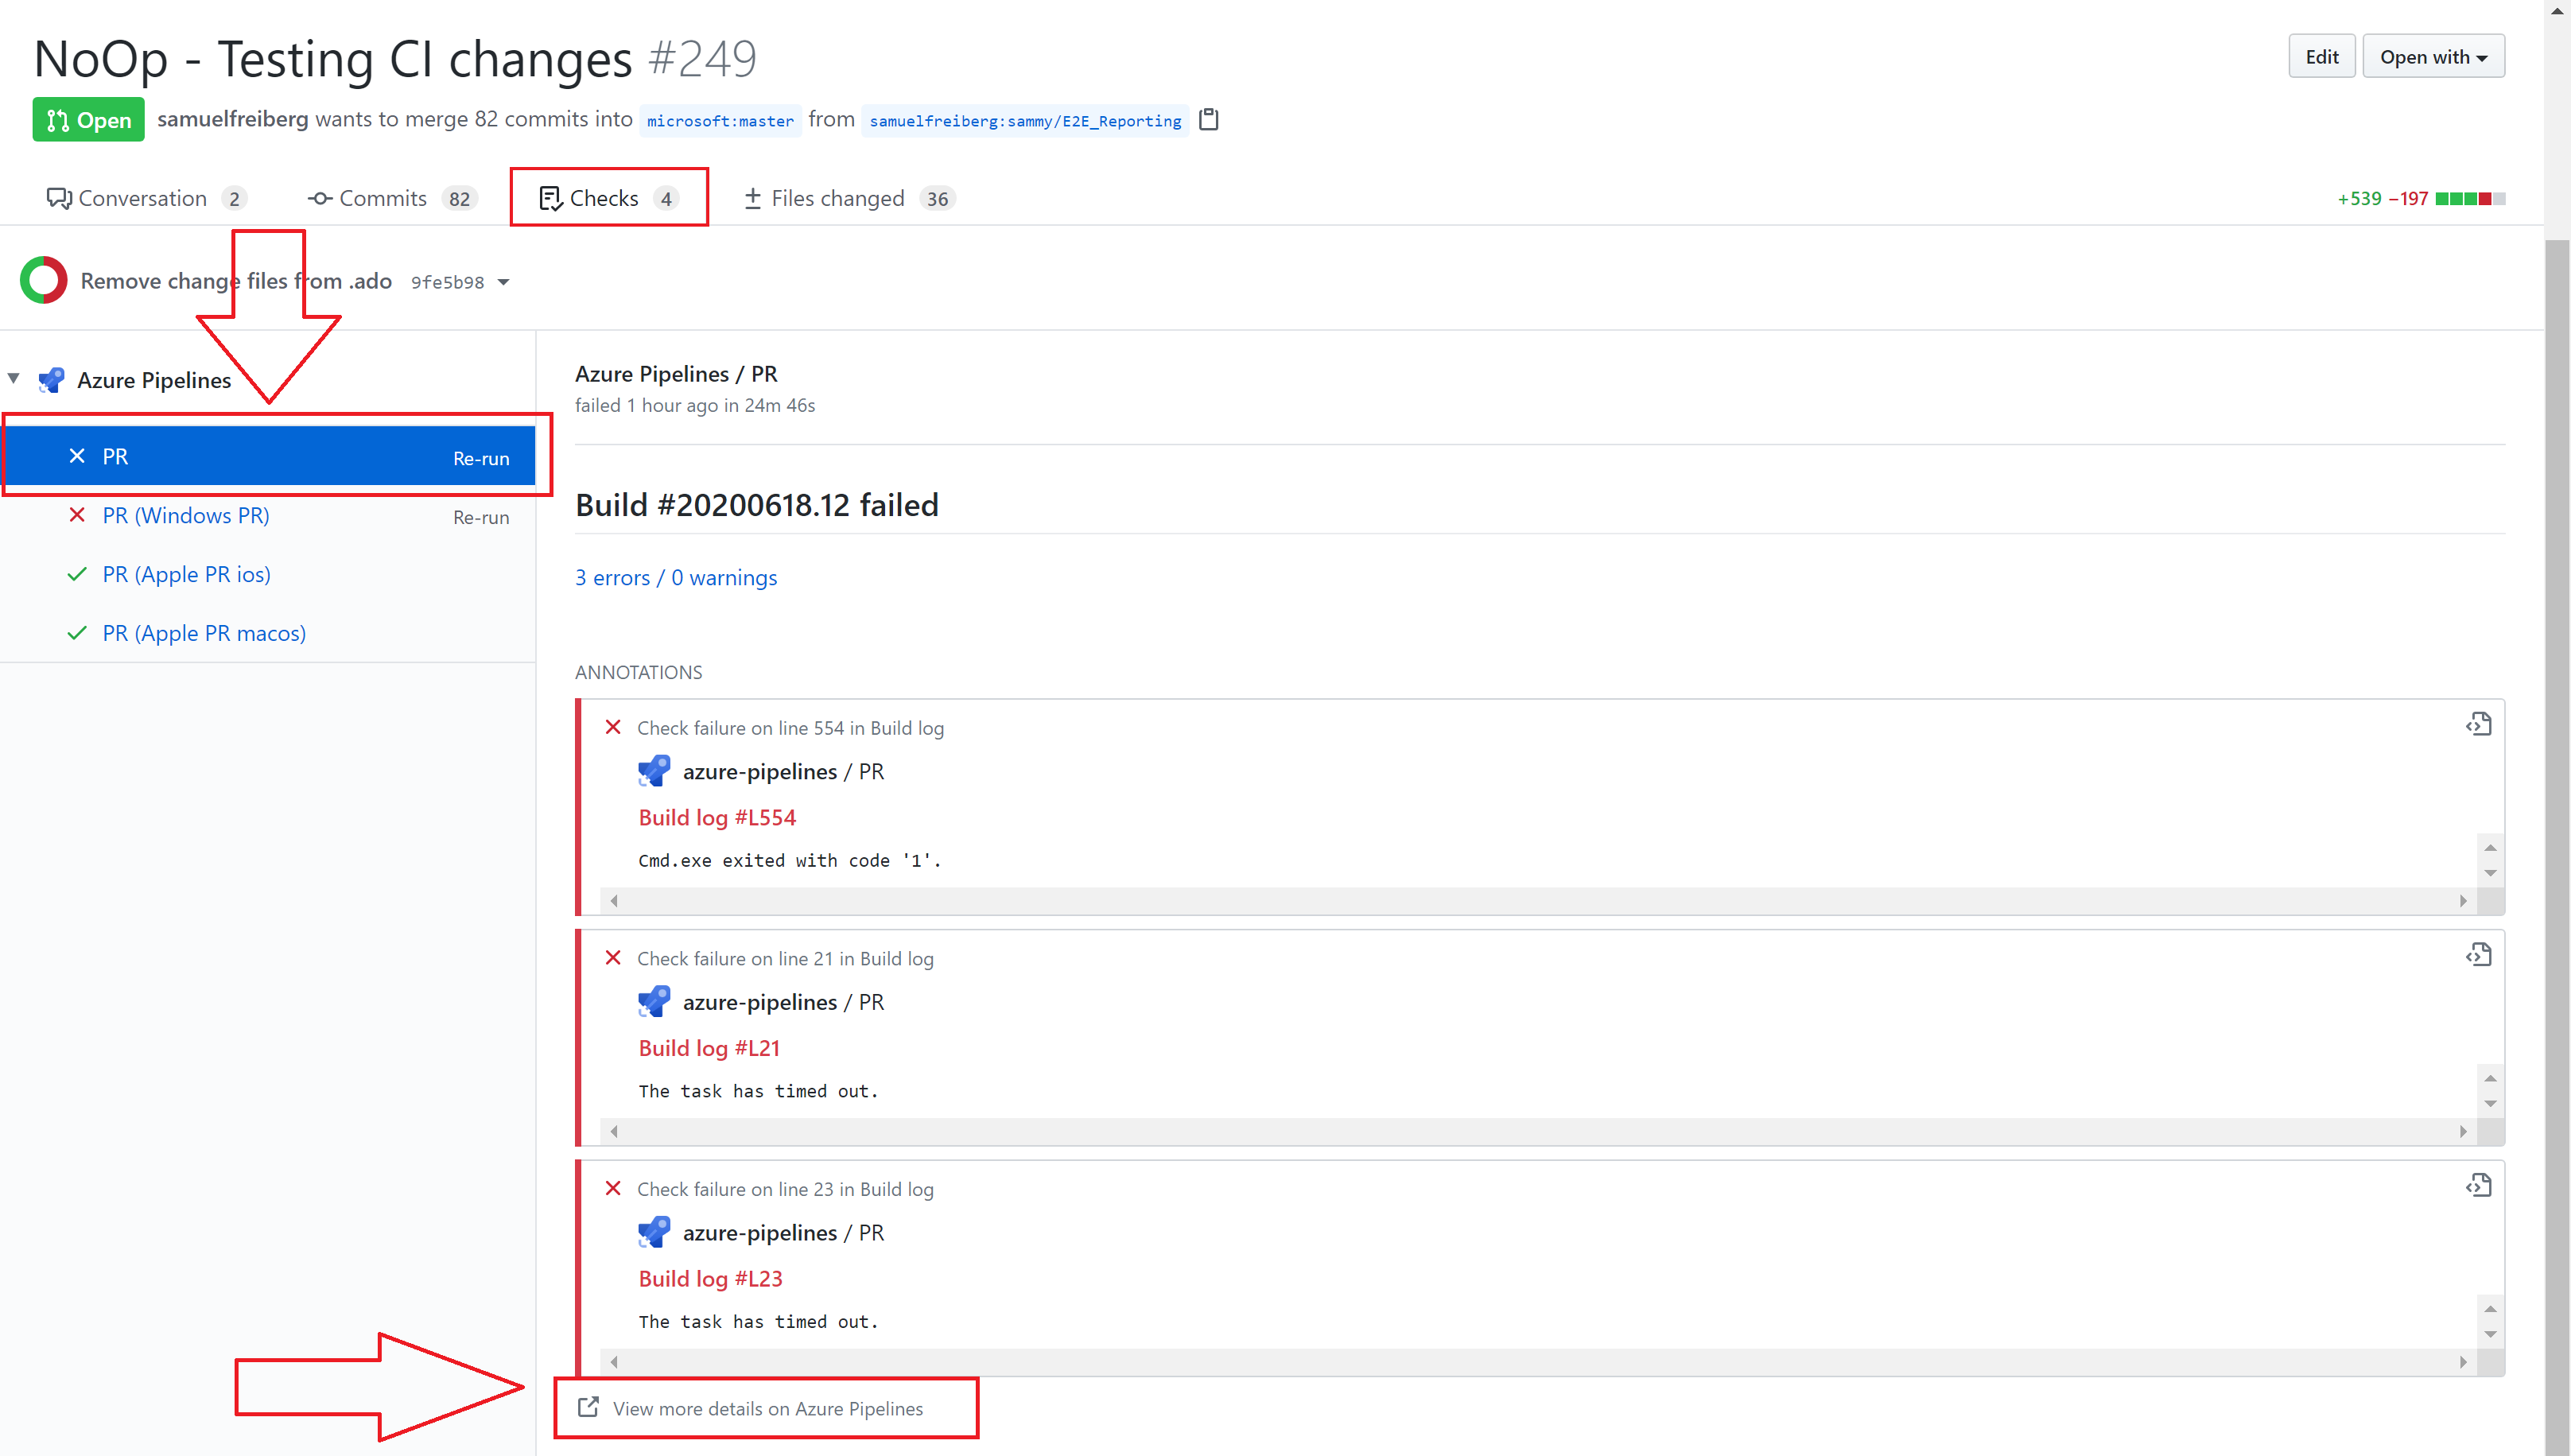 NoOp - Testing CI changes #249
Edit
Open with
Open
samuelfreiberg wants to merge 82 commits into microsoft:master from samuelfreiberg:sammy/E2E_Reporting
Conversation 2
Commits 82
Checks 4
Files changed 36
+539 −197
Remove change files from .ado 9fe5b98
Azure Pipelines
PR Re-run
PR (Windows PR) Re-run
PR (Apple PR ios)
PR (Apple PR macos)
Azure Pipelines / PR
failed 1 hour ago in 24m 46s
Build #20200618.12 failed
3 errors / 0 warnings
ANNOTATIONS
Check failure on line 554 in Build log
azure-pipelines / PR
Build log #L554
Cmd.exe exited with code '1'.
Check failure on line 21 in Build log
azure-pipelines / PR
Build log #L21
The task has timed out.
Check failure on line 23 in Build log
azure-pipelines / PR
Build log #L23
The task has timed out.
View more details on Azure Pipelines